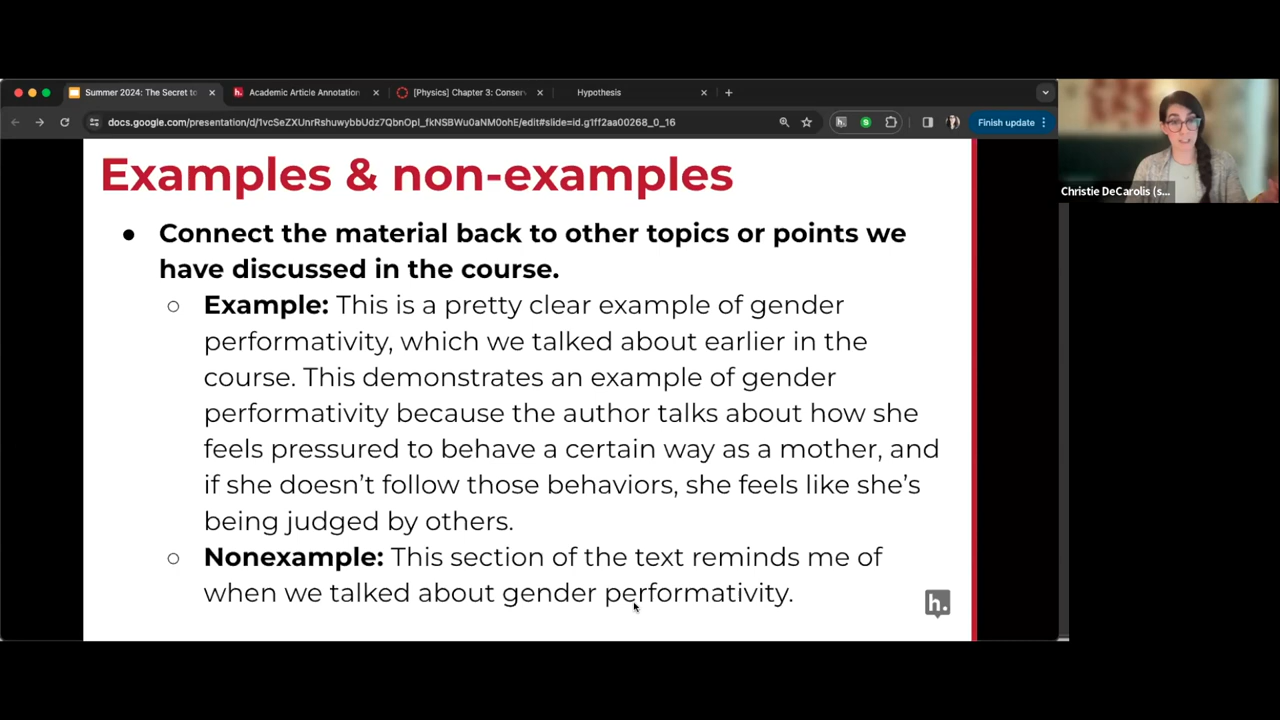 Summer 2024: The Secret to
Academic Article Annotation
[Physics] Chapter 3: Conserv
Hypothesis
docs.google.com/presentation/d/1vcSeZXUnrRshuwybbUdz7QbnOpI_fkNSBWu0aNM0ohE/edit#slide=id.g1ff2aa00268_0_16
Finish update
Examples & non-examples
● Connect the material back to other topics or points we
have discussed in the course.
○ Example: This is a pretty clear example of gender
performativity, which we talked about earlier in the
course. This demonstrates an example of gender
performativity because the author talks about how she
feels pressured to behave a certain way as a mother, and
if she doesn’t follow those behaviors, she feels like she’s
being judged by others.
○ Nonexample: This section of the text reminds me of
when we talked about gender performativity.
h.
Christie DeCarolis (s...